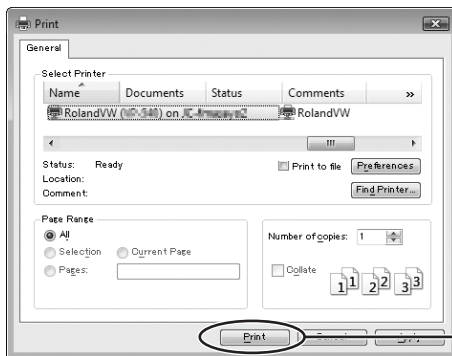 Print
General
Select Printer
Name Documents Status Comments »
RolandVW on RolandVW
Status: Ready Print to file Preferences
Location:
Comment: Find Printer...
Page Range
All Number of copies: 1
Selection Current Page
Pages: Collate
1 1 2 2 3 3
Print